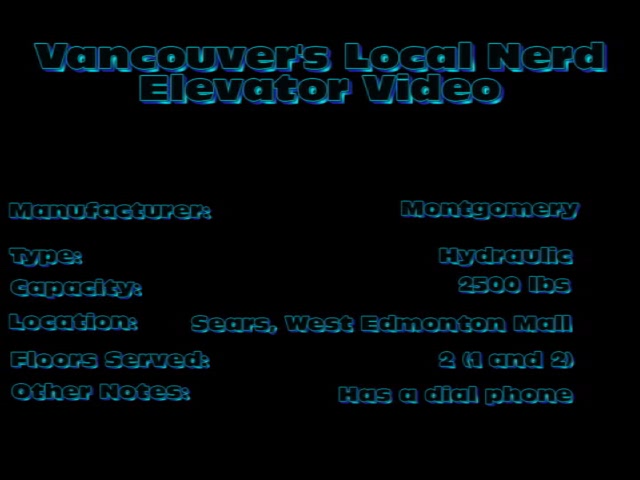 Vancouver's Local Nerd
Elevator Video
Manufacturer: Montgomery
Type: Hydraulic
Capacity: 2500 lbs
Location: Sears, West Edmonton Mall
Floors Served: 2 (1 and 2)
Other Notes: Has a dial phone